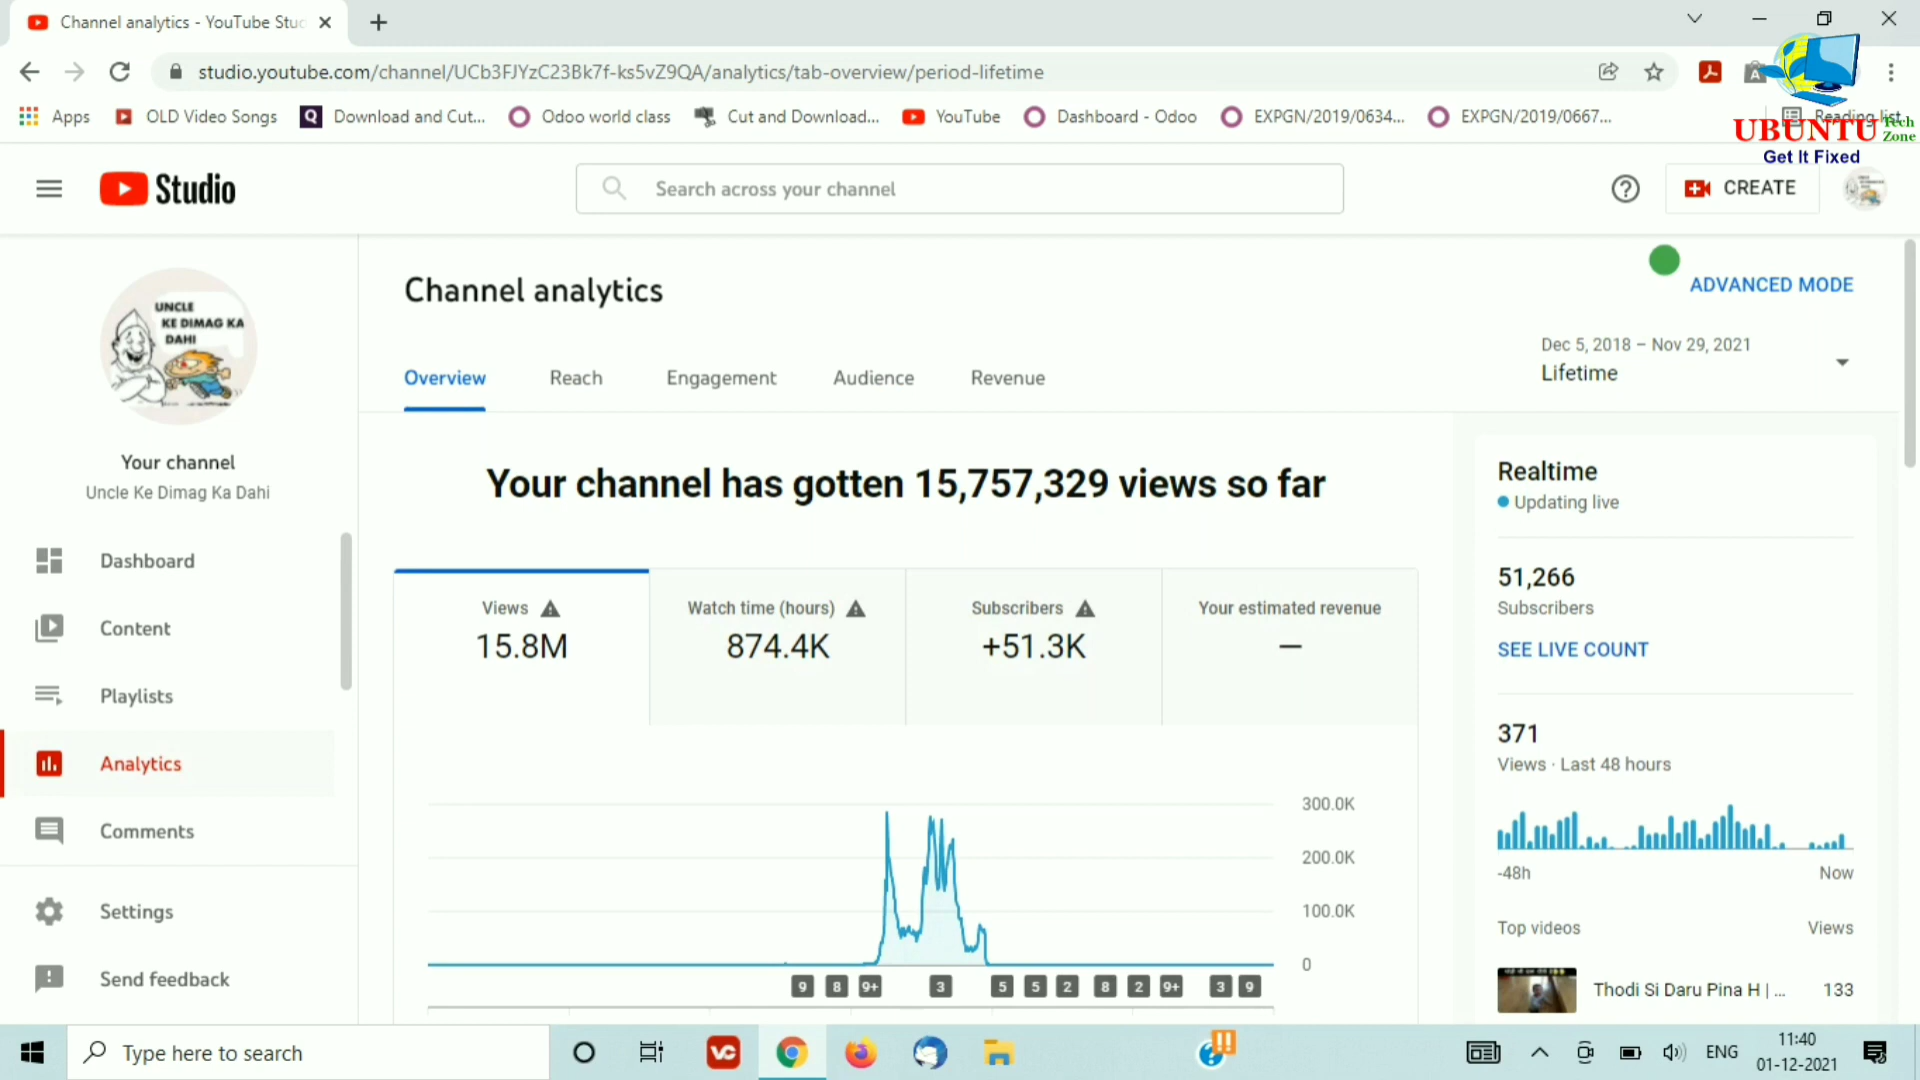 Channel analytics - YouTube Stu
studio.youtube.com/channel/UCb3FJYzC23Bk7f-ks5vZ9QA/analytics/tab-overview/period-lifetime
Apps
OLD Video Songs
Download and Cut...
Odoo world class
Cut and Download...
YouTube
Dashboard - Odoo
EXPGN/2019/0634...
EXPGN/2019/0667...
Reading list
UBUNTU Tech Zone
Get It Fixed
Studio
Search across your channel
CREATE
UNCLE
KE DIMAG KA
DAHI
Your channel
Uncle Ke Dimag Ka Dahi
Dashboard
Content
Playlists
Analytics
Comments
Settings
Send feedback
Channel analytics
ADVANCED MODE
Dec 5, 2018 – Nov 29, 2021
Lifetime
Overview
Reach
Engagement
Audience
Revenue
Your channel has gotten 15,757,329 views so far
Views
15.8M
Watch time (hours)
874.4K
Subscribers
+51.3K
Your estimated revenue
—
300.0K
200.0K
100.0K
0
9 8 9+ 3 5 5 2 8 2 9+ 3 9
Realtime
Updating live
51,266
Subscribers
SEE LIVE COUNT
371
Views · Last 48 hours
-48h
Now
Top videos
Views
Thodi Si Daru Pina H | ...
133
Type here to search
VC
ENG
11:40
01-12-2021